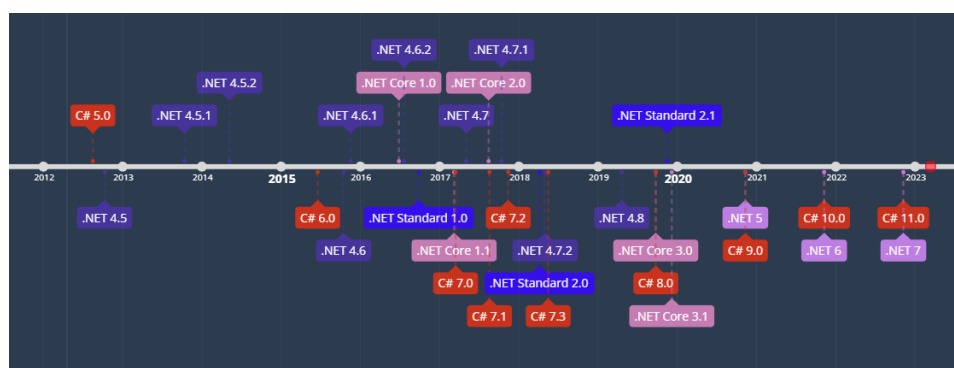 .NET 4.6.2
.NET 4.7.1
.NET 4.5.2
.NET Core 1.0
.NET Core 2.0
C# 5.0
.NET 4.5.1
.NET 4.6.1
.NET 4.7
.NET Standard 2.1
2012
2013
2014
2015
2016
2017
2018
2019
2020
2021
2022
2023
.NET 4.5
C# 6.0
.NET Standard 1.0
C# 7.2
.NET 4.8
.NET 5
C# 10.0
C# 11.0
.NET 4.6
.NET Core 1.1
.NET 4.7.2
.NET Core 3.0
C# 9.0
.NET 6
.NET 7
C# 7.0
.NET Standard 2.0
C# 8.0
C# 7.1
C# 7.3
.NET Core 3.1